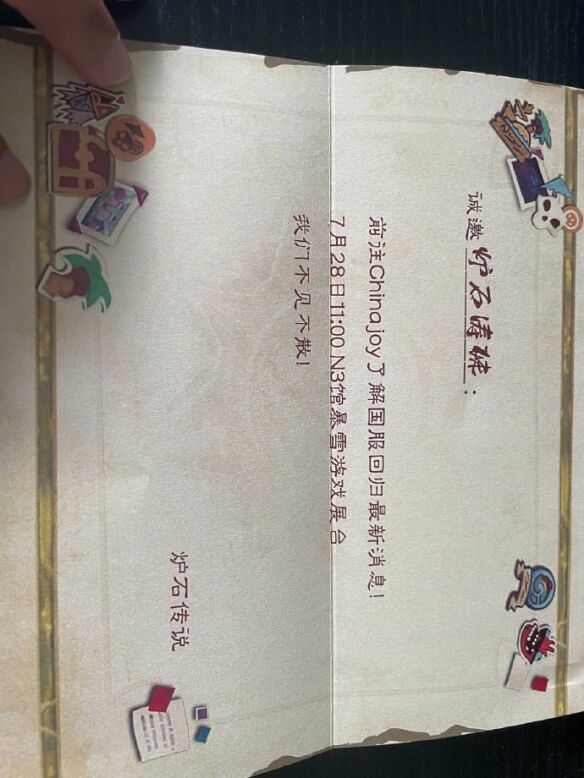 诚邀炉石涛妹：
前往Chinajoy了解国服回归最新消息！
7月28日11:00 N3馆暴雪游戏展台
我们不见不散！
炉石传说